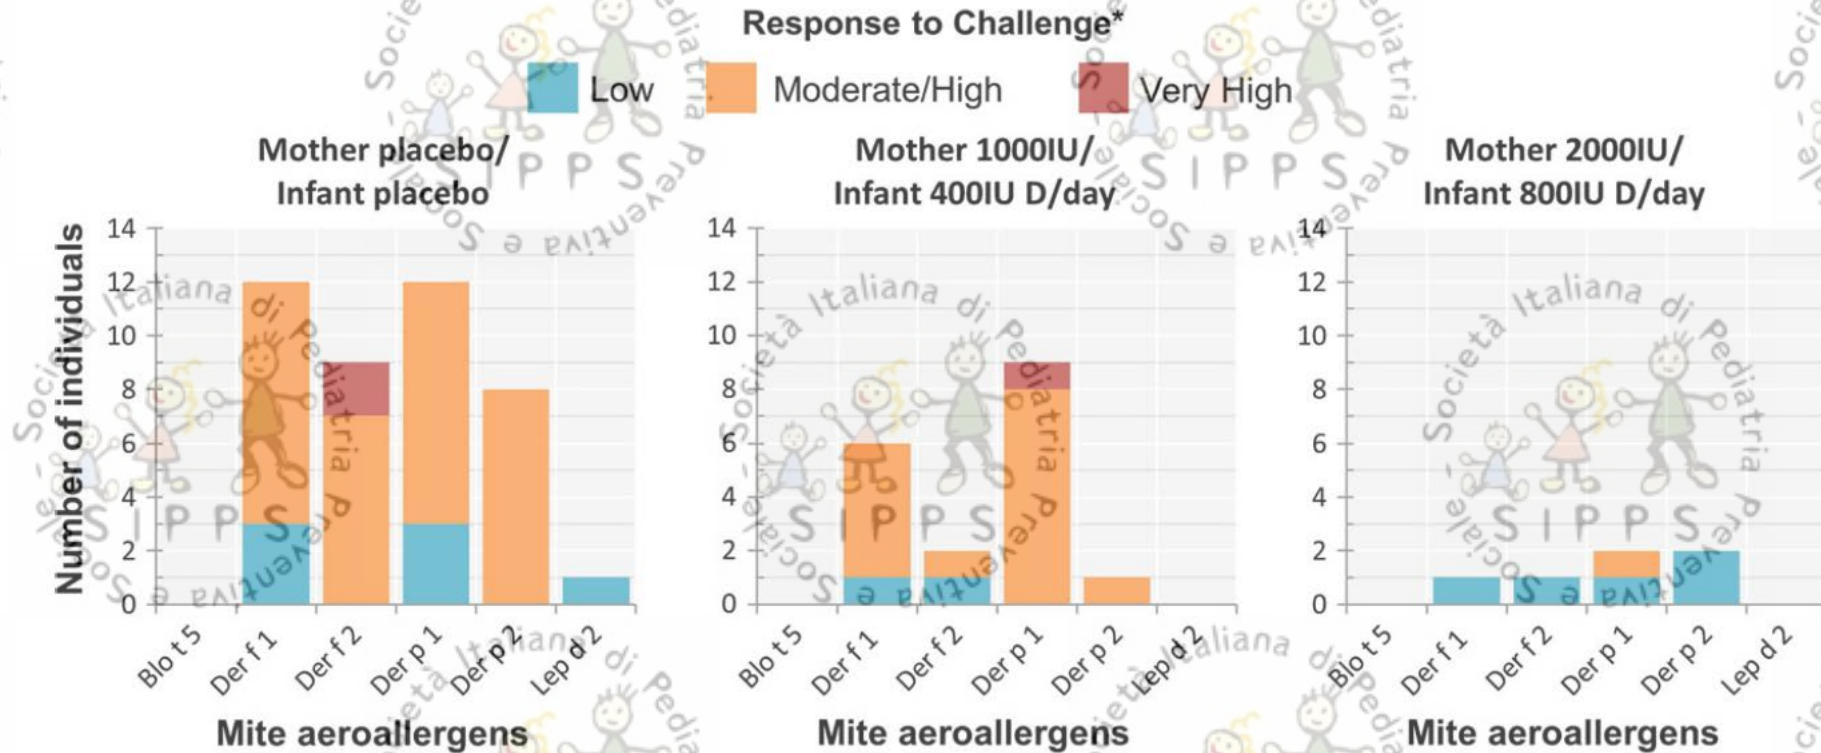 Response to Challenge*
Low Moderate/High Very High
Mother placebo/
Infant placebo
Mother 1000IU/
Infant 400IU D/day
Mother 2000IU/
Infant 800IU D/day
Number of individuals
14
12
10
8
6
4
2
0
Blo t 5 Der f 1 Der f 2 Der p 1 Der p 2 Lep d 2
Mite aeroallergens
14
12
10
8
6
4
2
0
Blo t 5 Der f 1 Der f 2 Der p 1 Der p 2 Lep d 2
Mite aeroallergens
14
12
10
8
6
4
2
0
Blo t 5 Der f 1 Der f 2 Der p 1 Der p 2 Lep d 2
Mite aeroallergens
Società Italiana di Pediatria Preventiva e Sociale -
SIPPS